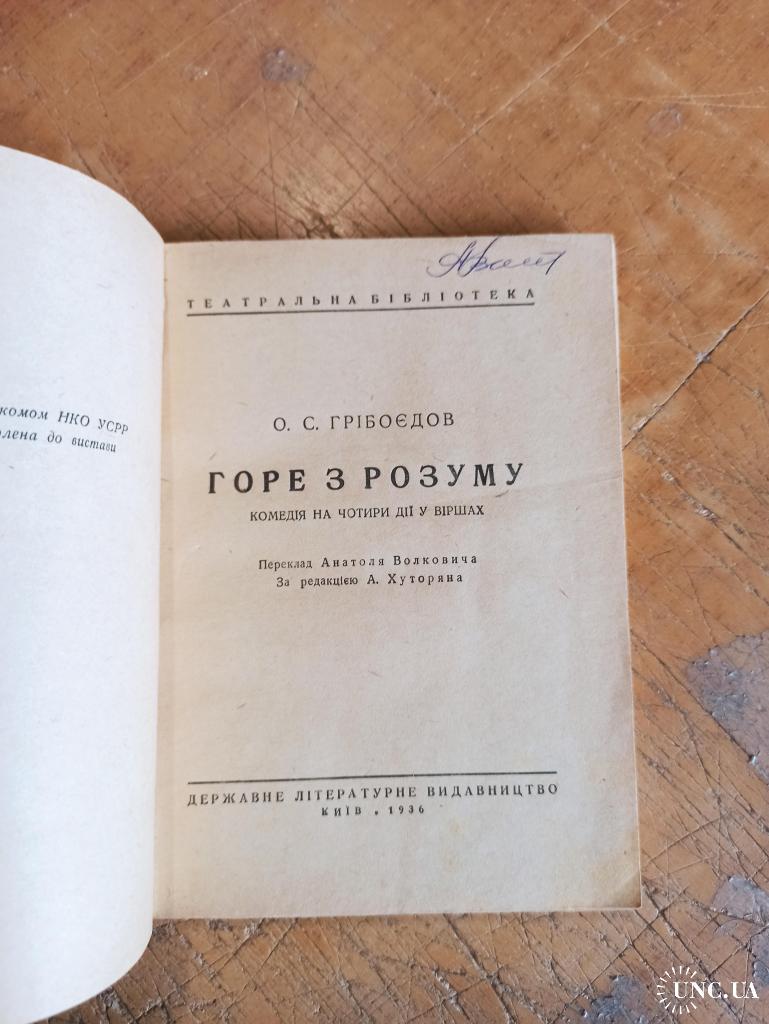 комом НКО УСРР
лена до вистави
ТЕАТРАЛЬНА БІБЛІОТЕКА
О. С. ГРІБОЄДОВ
ГОРЕ З РОЗУМУ
КОМЕДІЯ НА ЧОТИРИ ДІЇ У ВІРШАХ
Переклад Анатоля Волковича
За редакцією А. Хуторяна
ДЕРЖАВНЕ ЛІТЕРАТУРНЕ ВИДАВНИЦТВО
КИЇВ . 1936
UNC.UA